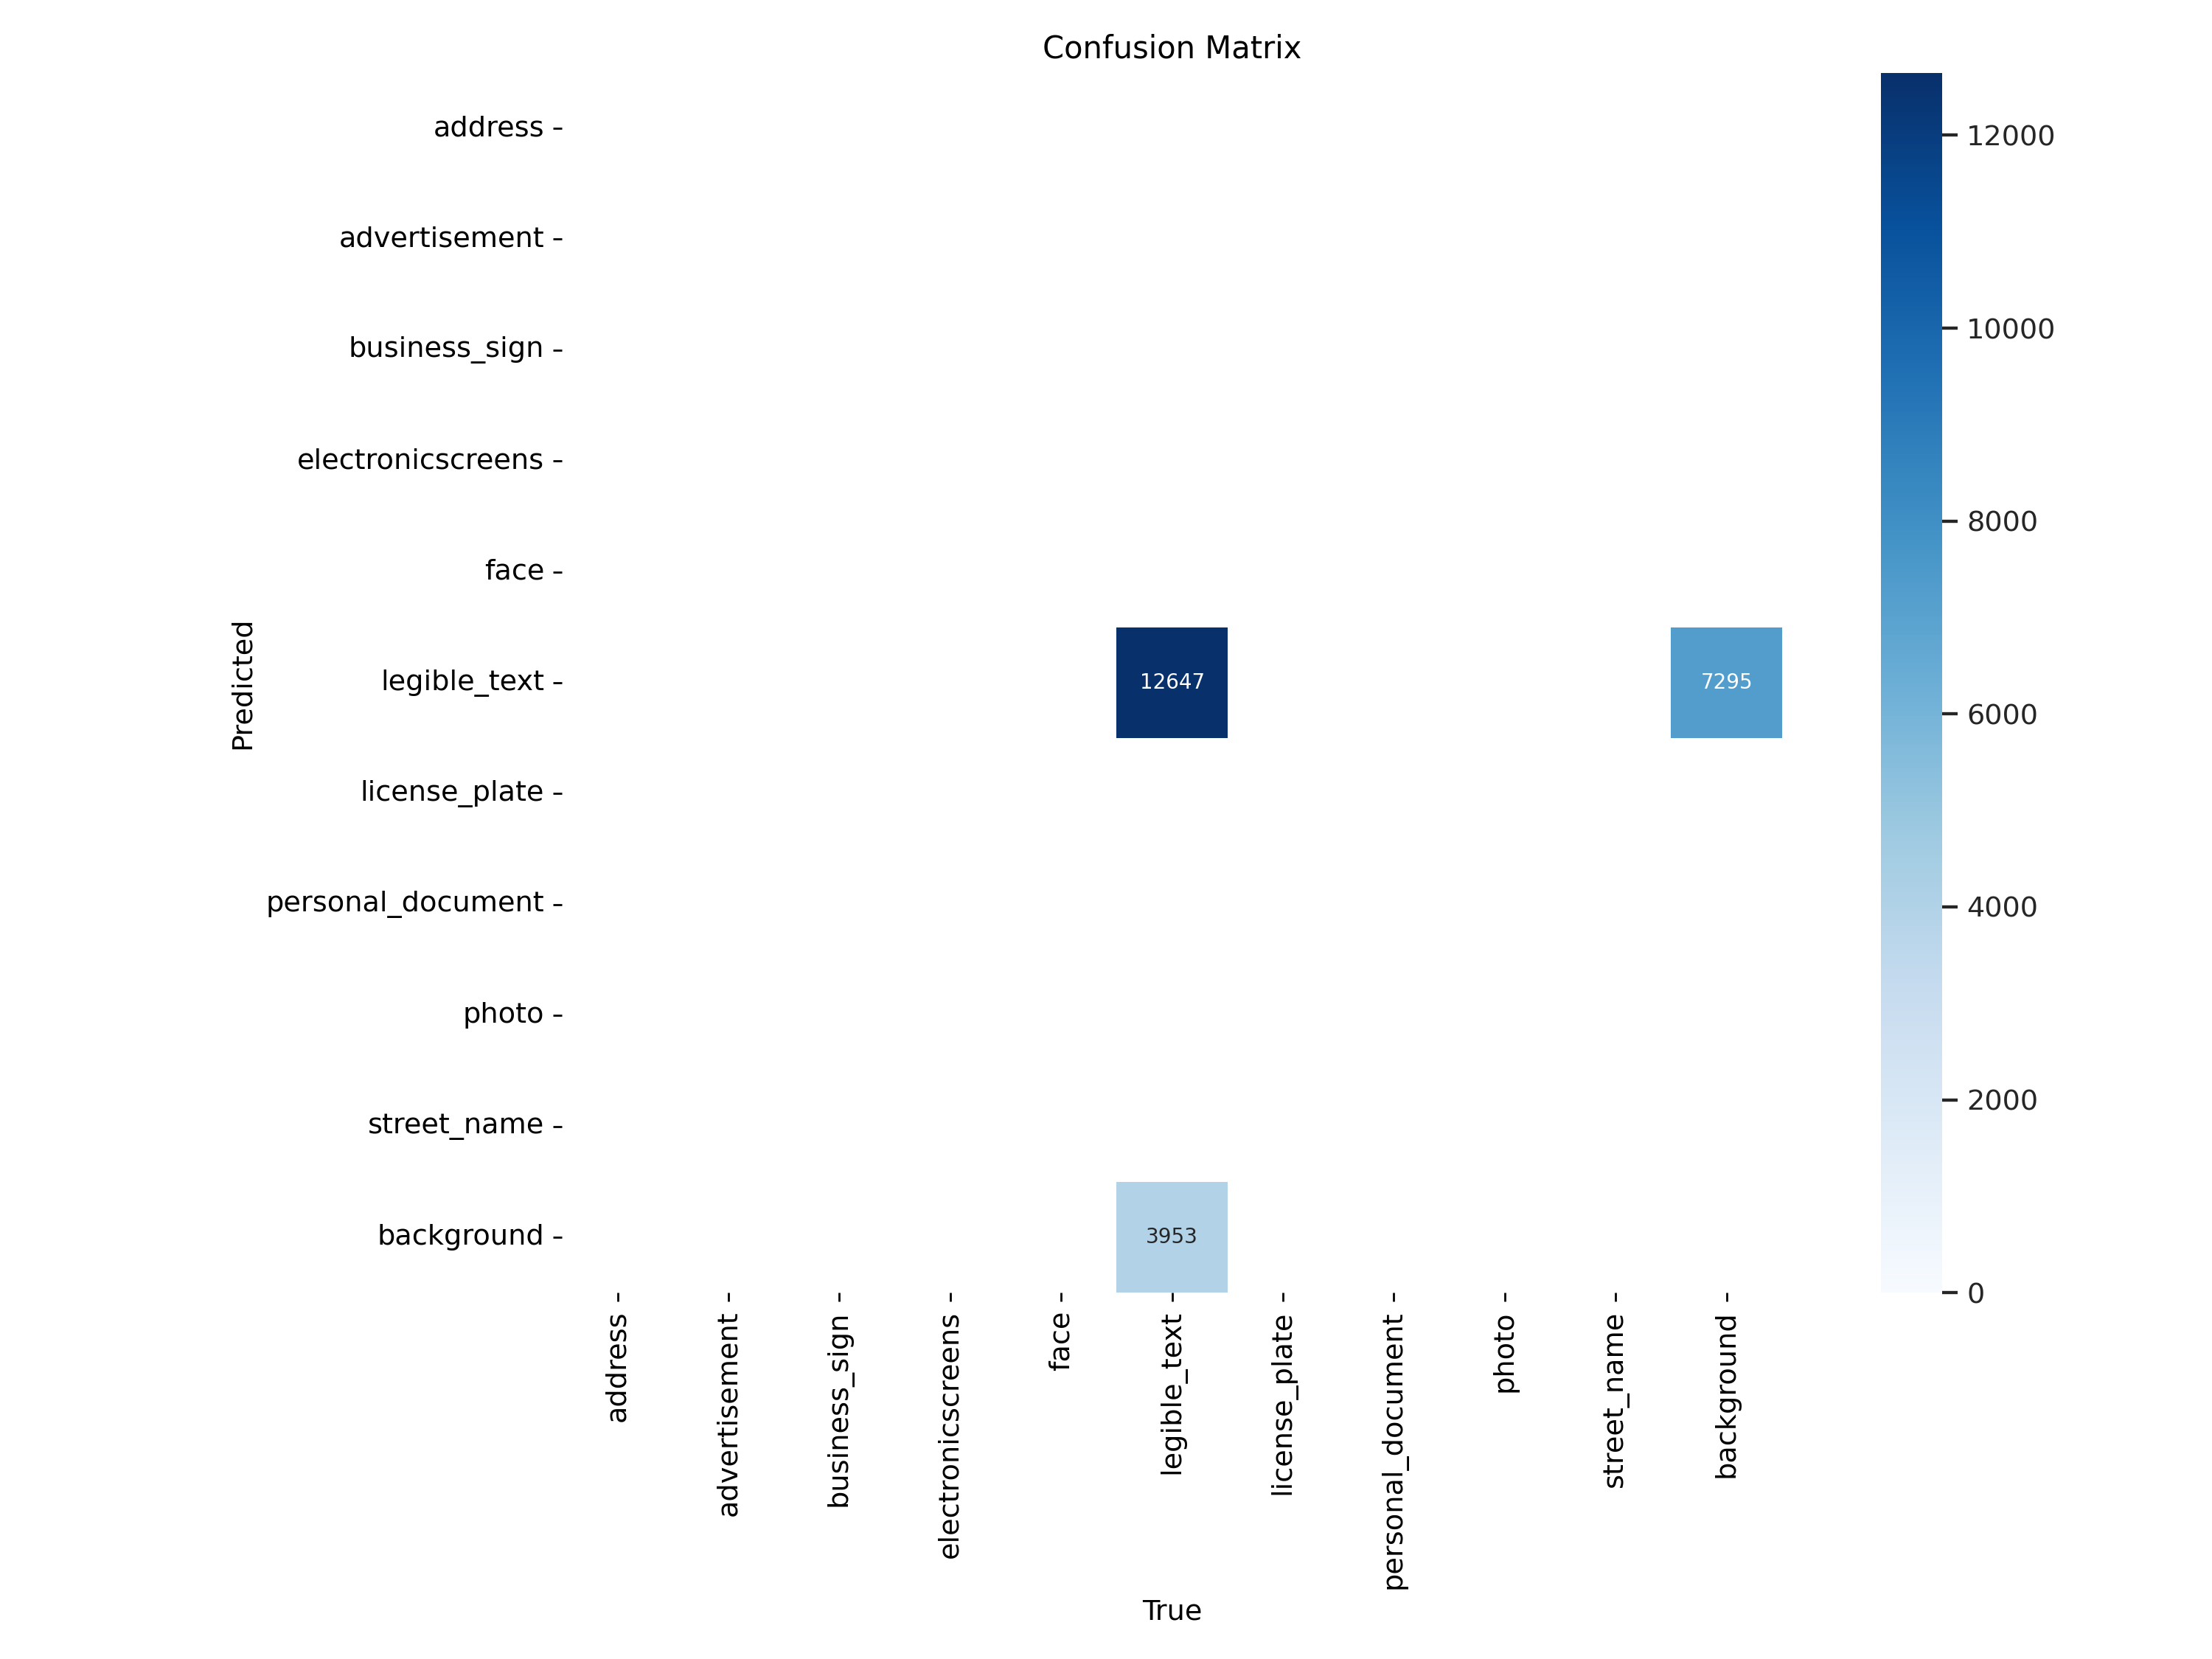 Confusion Matrix
address
advertisement
business_sign
electronicscreens
face
legible_text
license_plate
personal_document
photo
street_name
background
Predicted
12647
7295
3953
address
advertisement
business_sign
electronicscreens
face
legible_text
license_plate
personal_document
photo
street_name
background
True
12000
10000
8000
6000
4000
2000
0